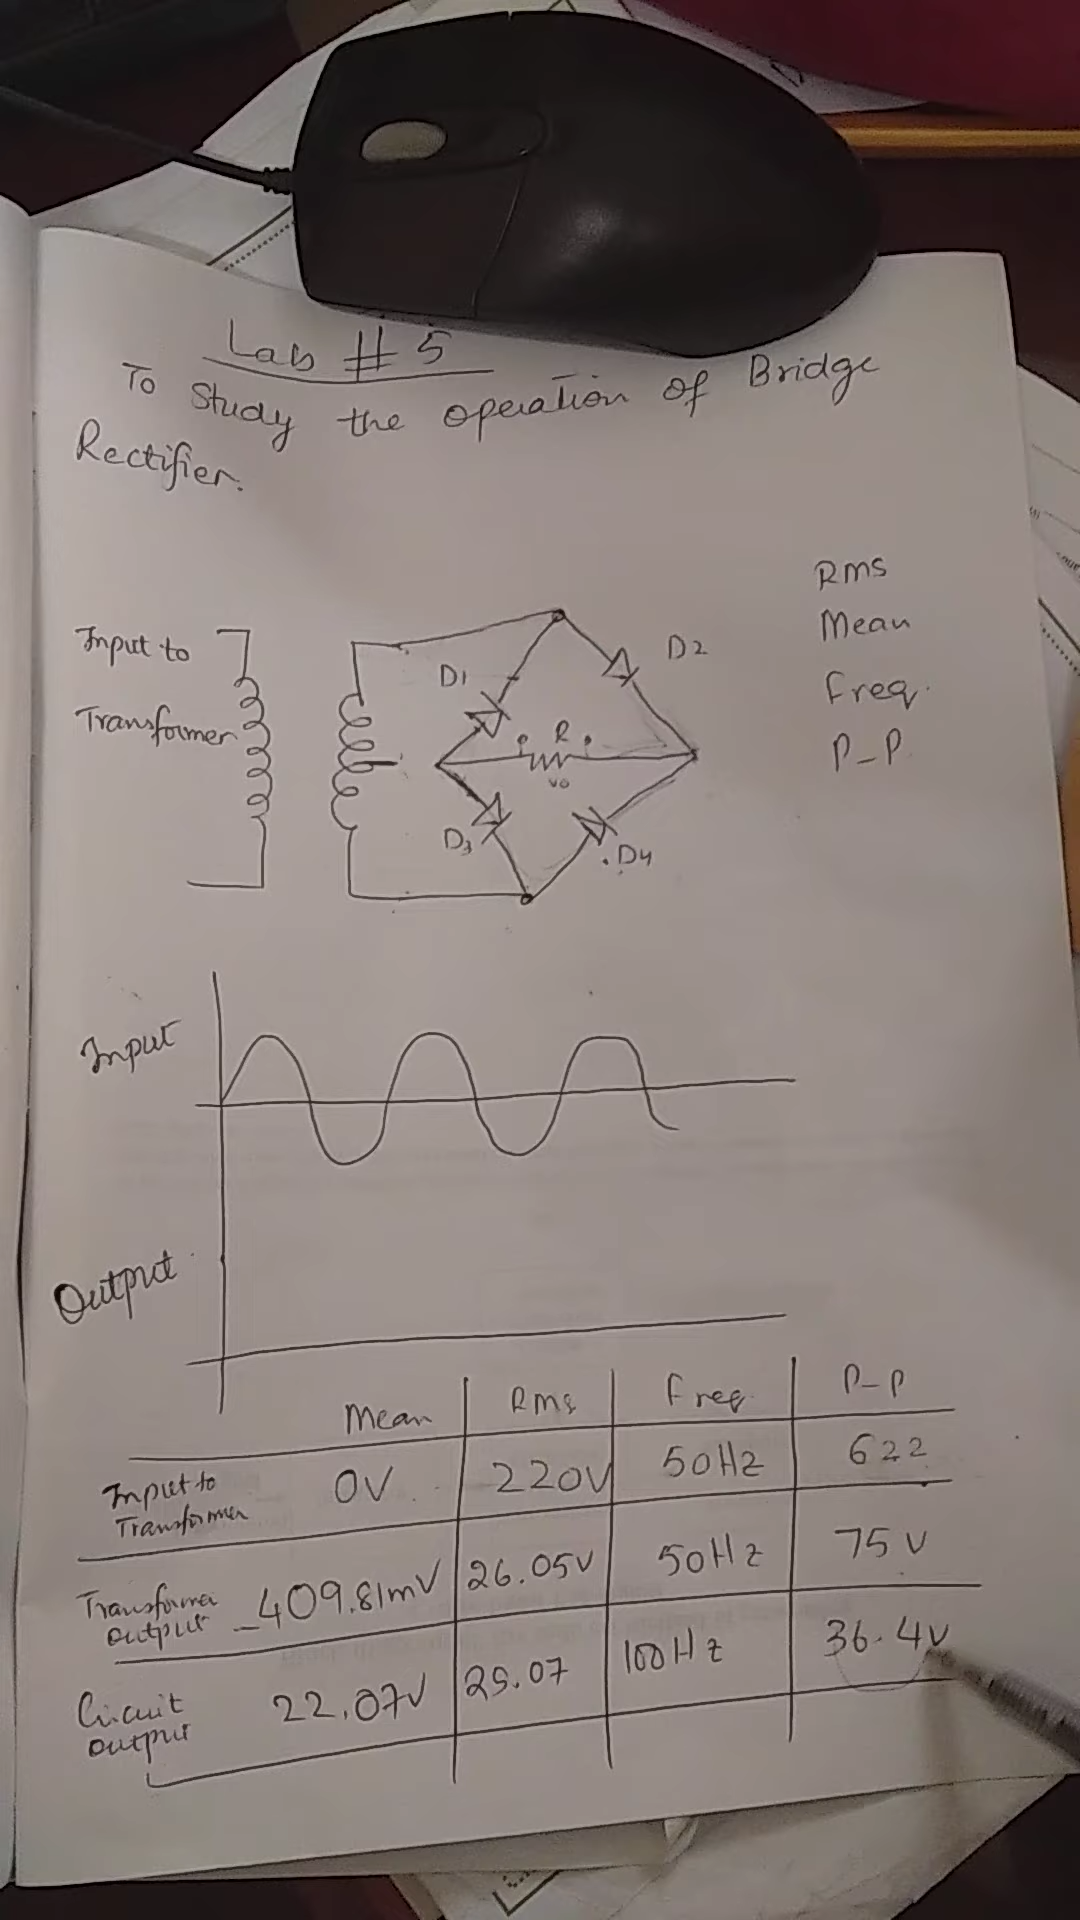 Lab # 5
To Study the operation of Bridge
Rectifier.
Rms
Mean
Freq.
P-P
Input to
Transformer
D1
D2
R
Vo
D3
D4
Input
Output
Mean Rms Freq P-P
Input to Transformer 0V 220V 50Hz 622
Transformer output -409.81mV 26.05V 50Hz 75V
Circuit output 22.07V 25.07 100Hz 36.4V